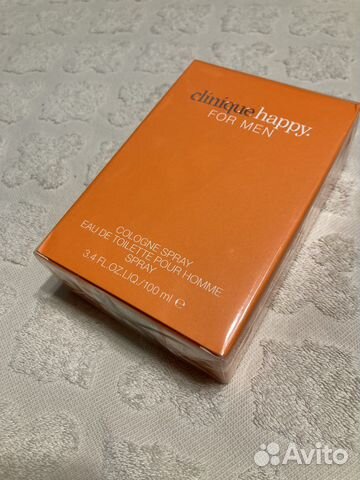 clinique happy.
FOR MEN
COLOGNE SPRAY
EAU DE TOILETTE POUR HOMME
SPRAY
3.4 FL.OZ.LIQ./100 ml ℮
Avito